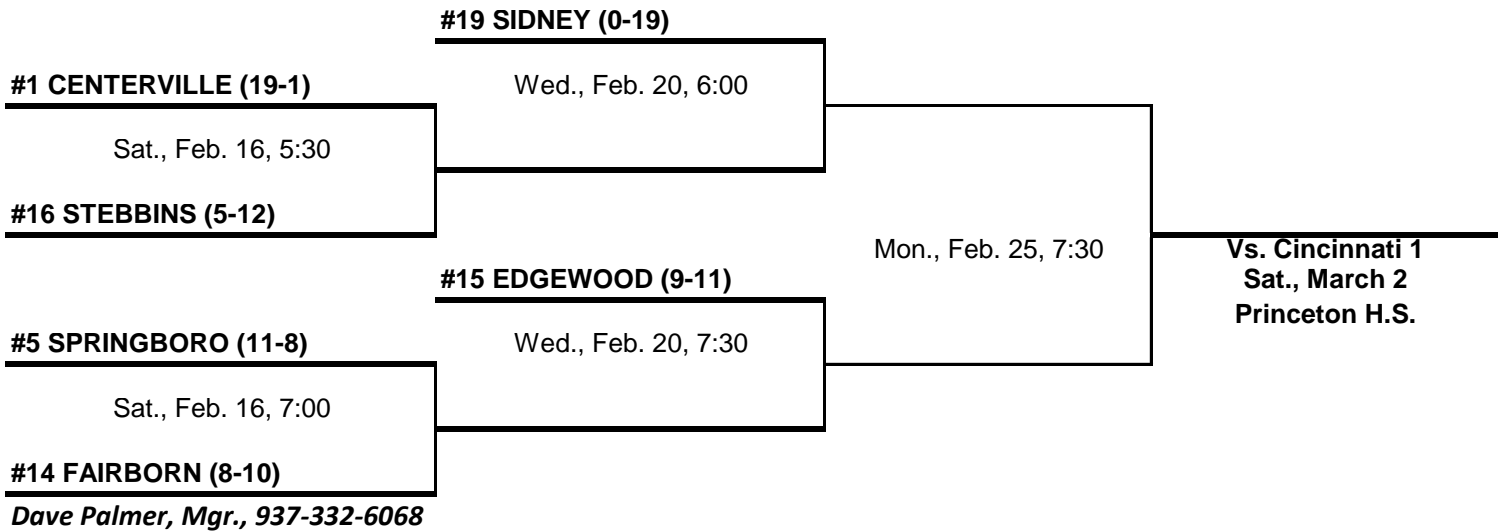 #19 SIDNEY (0-19)
#1 CENTERVILLE (19-1)
Wed., Feb. 20, 6:00
Sat., Feb. 16, 5:30
#16 STEBBINS (5-12)
Mon., Feb. 25, 7:30
Vs. Cincinnati 1
Sat., March 2
Princeton H.S.
#15 EDGEWOOD (9-11)
#5 SPRINGBORO (11-8)
Wed., Feb. 20, 7:30
Sat., Feb. 16, 7:00
#14 FAIRBORN (8-10)
Dave Palmer, Mgr., 937-332-6068